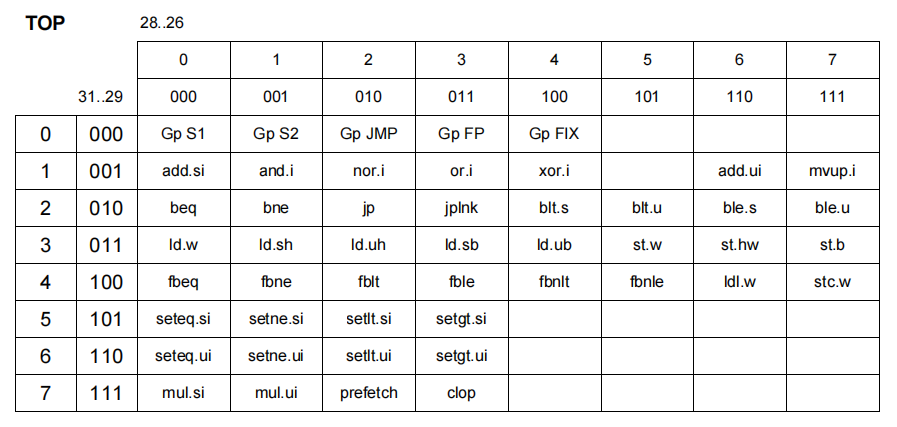 TOP 28..26
0 1 2 3 4 5 6 7
31..29 000 001 010 011 100 101 110 111
0 000 Gp S1 Gp S2 Gp JMP Gp FP Gp FIX
1 001 add.si and.i nor.i or.i xor.i add.ui mvup.i
2 010 beq bne jp jplnk blt.s blt.u ble.s ble.u
3 011 ld.w ld.sh ld.uh ld.sb ld.ub st.w st.hw st.b
4 100 fbeq fbne fblt fble fbnlt fbnle ldl.w stc.w
5 101 seteq.si setne.si setlt.si setgt.si
6 110 seteq.ui setne.ui setlt.ui setgt.ui
7 111 mul.si mul.ui prefetch clop